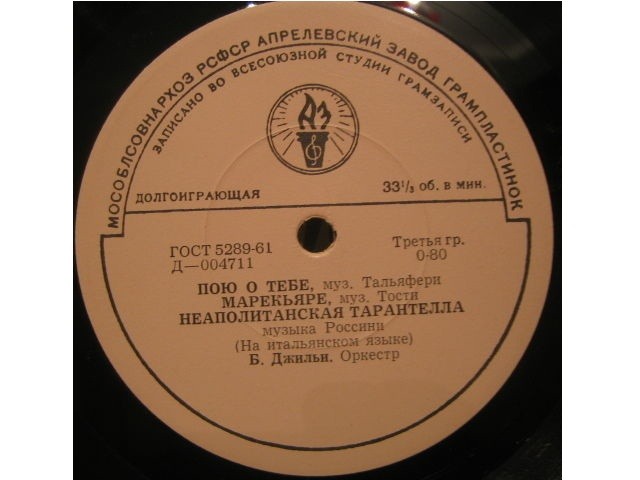 МОСОБЛСОВНАРХОЗ РСФСР АПРЕЛЕВСКИЙ ЗАВОД ГРАМПЛАСТИНОК
ЗАПИСАНО ВО ВСЕСОЮЗНОЙ СТУДИИ ГРАМЗАПИСИ
АЗ
ДОЛГОИГРАЮЩАЯ 33⅓ об. в мин.
ГОСТ 5289-61 Третья гр.
Д—004711 0-80
ПОЮ О ТЕБЕ, муз. Тальяфери
МАРЕКЬЯРЕ, муз. Тости
НЕАПОЛИТАНСКАЯ ТАРАНТЕЛЛА
музыка Россини
(На итальянском языке)
Б. Джильи. Оркестр